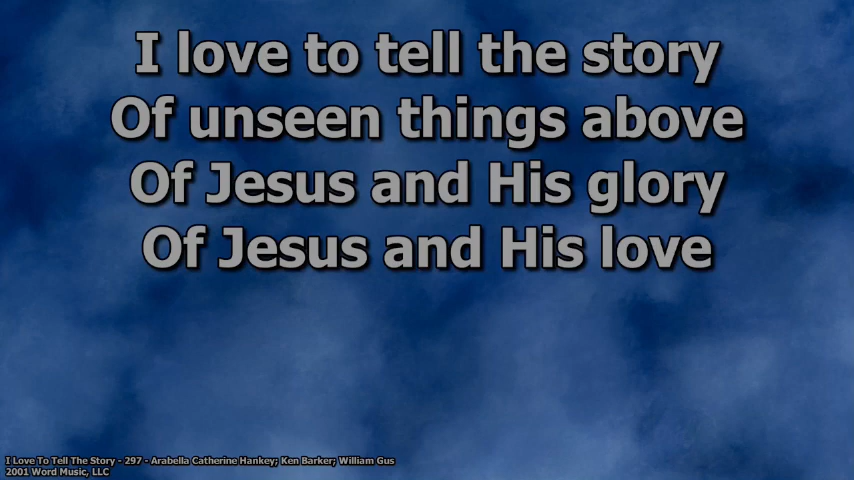 I love to tell the story
Of unseen things above
Of Jesus and His glory
Of Jesus and His love
I Love To Tell The Story - 297 - Arabella Catherine Hankey; Ken Barker; William Gus
2001 Word Music, LLC